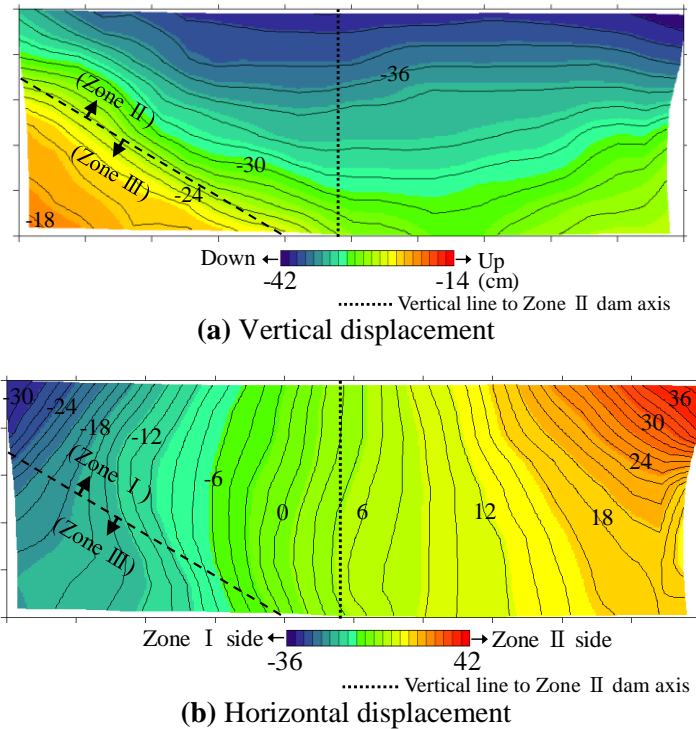 -36
(Zone Ⅱ)
(Zone Ⅲ)
-30
-24
-18
Down ← → Up
-42 -14 (cm)
Vertical line to Zone Ⅱ dam axis
(a) Vertical displacement
-30
36
-24
30
-18
-12
24
(Zone Ⅰ)
-6
0
6
12
18
(Zone Ⅲ)
Zone Ⅰ side ← → Zone Ⅱ side
-36 42
Vertical line to Zone Ⅱ dam axis
(b) Horizontal displacement